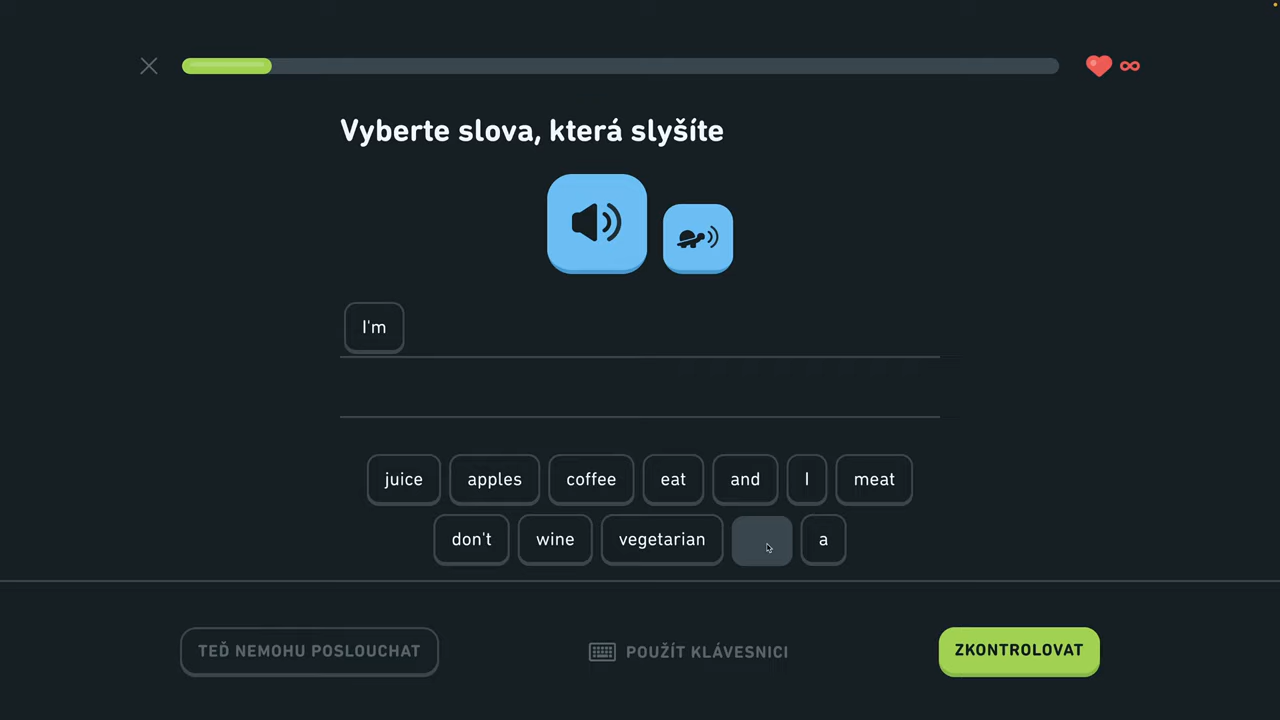 Vyberte slova, která slyšíte
I'm
juice apples coffee eat and I meat
don't wine vegetarian a
TEĎ NEMOHU POSLOUCHAT POUŽÍT KLÁVESNICI ZKONTROLOVAT